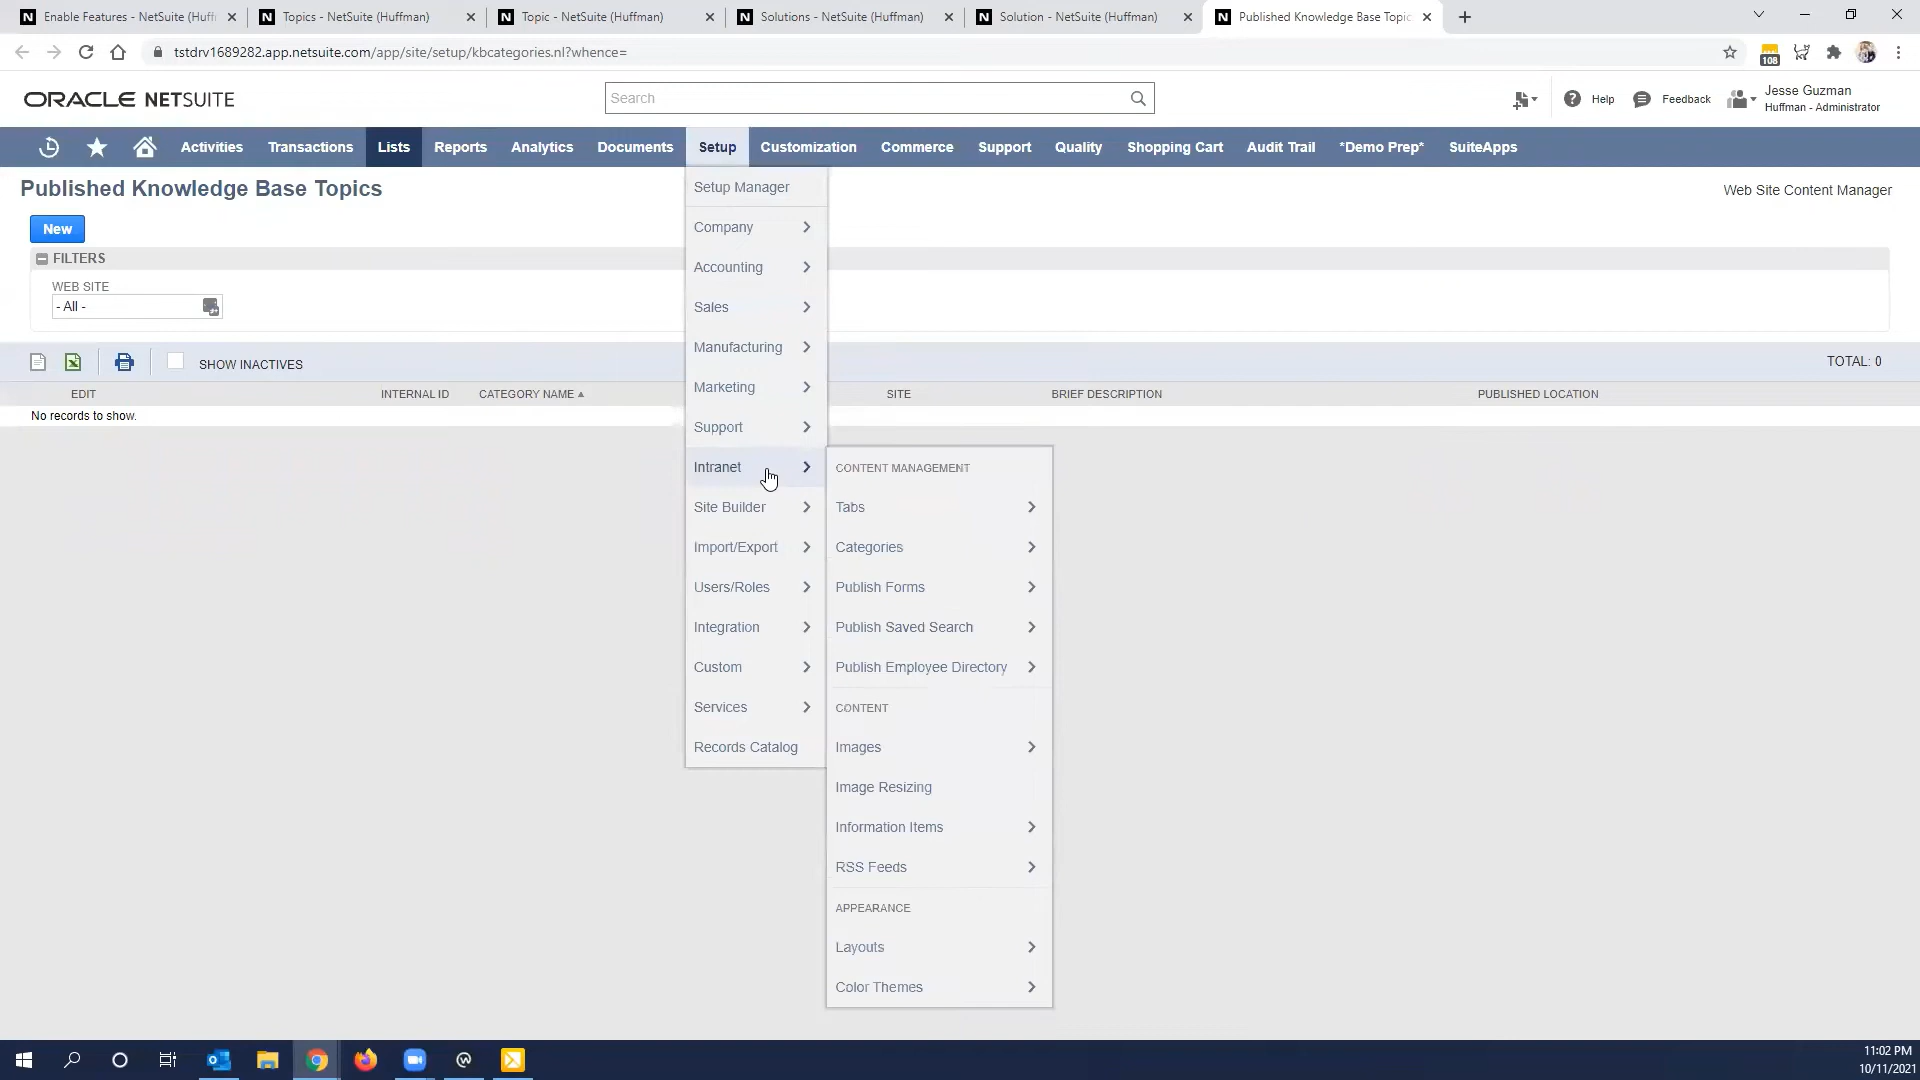 Enable Features - NetSuite (Huff
Topics - NetSuite (Huffman)
Topic - NetSuite (Huffman)
Solutions - NetSuite (Huffman)
Solution - NetSuite (Huffman)
Published Knowledge Base Topic
tstdrv1689282.app.netsuite.com/app/site/setup/kbcategories.nl?whence=
108
ORACLE NETSUITE
Search
Help
Feedback
Jesse Guzman
Huffman - Administrator
Activities
Transactions
Lists
Reports
Analytics
Documents
Setup
Customization
Commerce
Support
Quality
Shopping Cart
Audit Trail
*Demo Prep*
SuiteApps
Published Knowledge Base Topics
Web Site Content Manager
New
FILTERS
WEB SITE
- All -
SHOW INACTIVES
TOTAL: 0
EDIT
INTERNAL ID
CATEGORY NAME
SITE
BRIEF DESCRIPTION
PUBLISHED LOCATION
No records to show.
Setup Manager
Company
Accounting
Sales
Manufacturing
Marketing
Support
Intranet
Site Builder
Import/Export
Users/Roles
Integration
Custom
Services
Records Catalog
CONTENT MANAGEMENT
Tabs
Categories
Publish Forms
Publish Saved Search
Publish Employee Directory
CONTENT
Images
Image Resizing
Information Items
RSS Feeds
APPEARANCE
Layouts
Color Themes
11:02 PM
10/11/2021